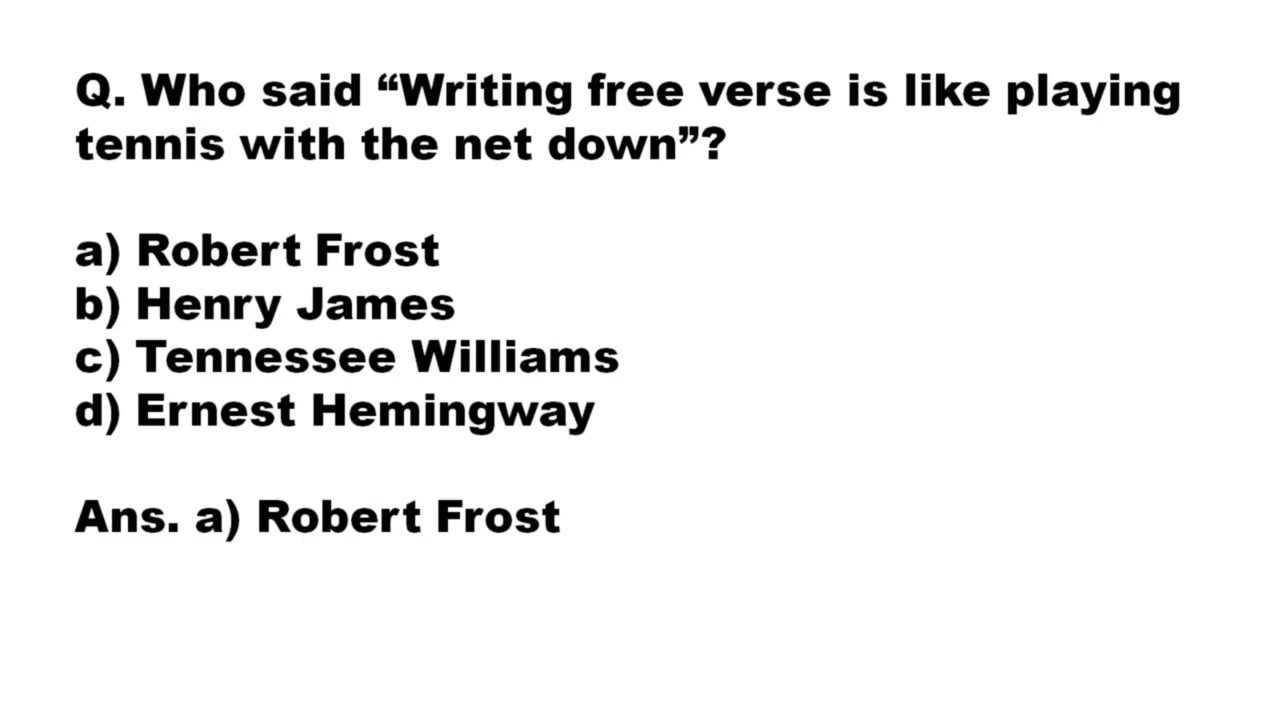 Q. Who said “Writing free verse is like playing
tennis with the net down”?
a) Robert Frost
b) Henry James
c) Tennessee Williams
d) Ernest Hemingway
Ans. a) Robert Frost